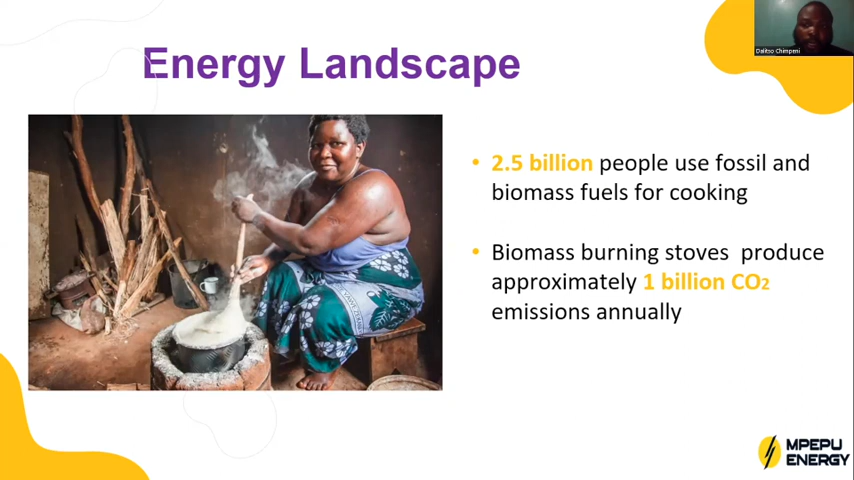 Energy Landscape
Dalitso Chimpeni
• 2.5 billion people use fossil and
biomass fuels for cooking
• Biomass burning stoves produce
approximately 1 billion CO2
emissions annually
MPEPU
ENERGY